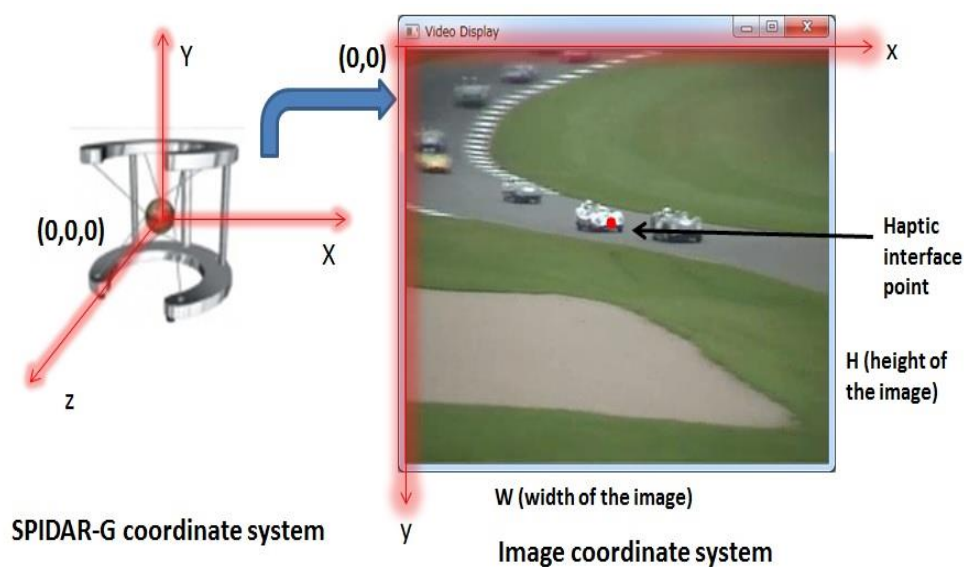 Y
(0,0,0)
X
z
SPIDAR-G coordinate system
(0,0)
Video Display
x
Haptic
interface
point
H (height of
the image)
W (width of the image)
y
Image coordinate system